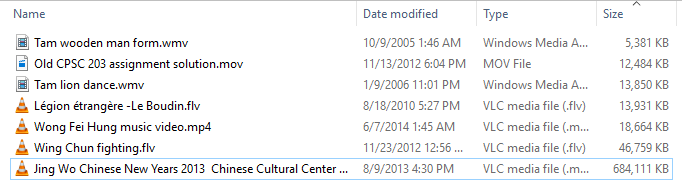 Name Date modified Type Size
Tam wooden man form.wmv 10/9/2005 1:46 AM Windows Media A... 5,381 KB
Old CPSC 203 assignment solution.mov 11/13/2012 6:04 PM MOV File 12,484 KB
Tam lion dance.wmv 1/9/2006 11:01 PM Windows Media A... 13,850 KB
Légion étrangère -Le Boudin.flv 8/18/2010 5:27 PM VLC media file (.flv) 13,931 KB
Wong Fei Hung music video.mp4 6/7/2014 1:45 AM VLC media file (.m... 18,664 KB
Wing Chun fighting.flv 11/23/2012 12:56 ... VLC media file (.flv) 46,759 KB
Jing Wo Chinese New Years 2013  Chinese Cultural Center ... 8/9/2013 4:30 PM VLC media file (.m... 684,111 KB